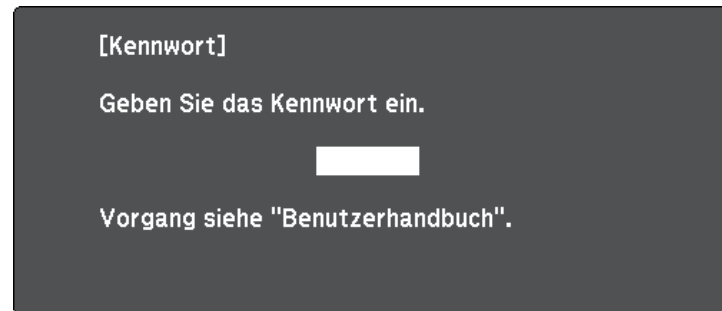 [Kennwort]
Geben Sie das Kennwort ein.
Vorgang siehe "Benutzerhandbuch".